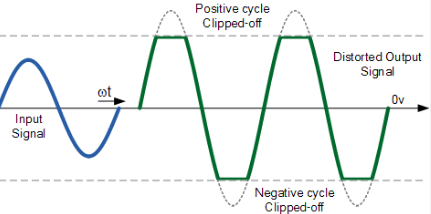 Positive cycle
Clipped-off
Distorted Output
Signal
ωt
0v
Input
Signal
Negative cycle
Clipped-off